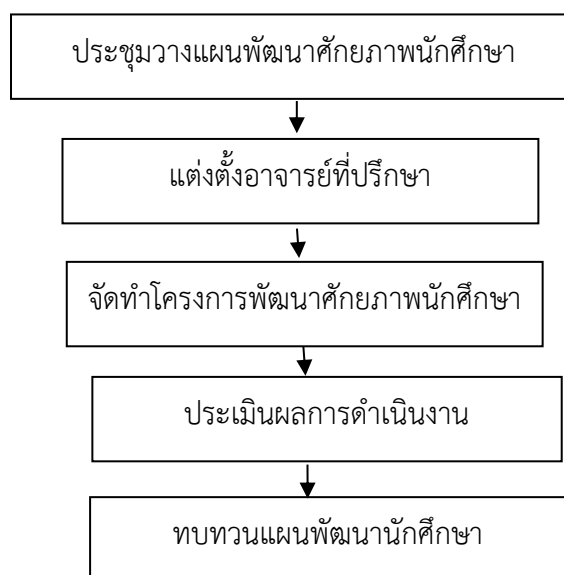 ประชุมวางแผนพัฒนาศักยภาพนักศึกษา
แต่งตั้งอาจารย์ที่ปรึกษา
จัดทำโครงการพัฒนาศักยภาพนักศึกษา
ประเมินผลการดำเนินงาน
ทบทวนแผนพัฒนานักศึกษา